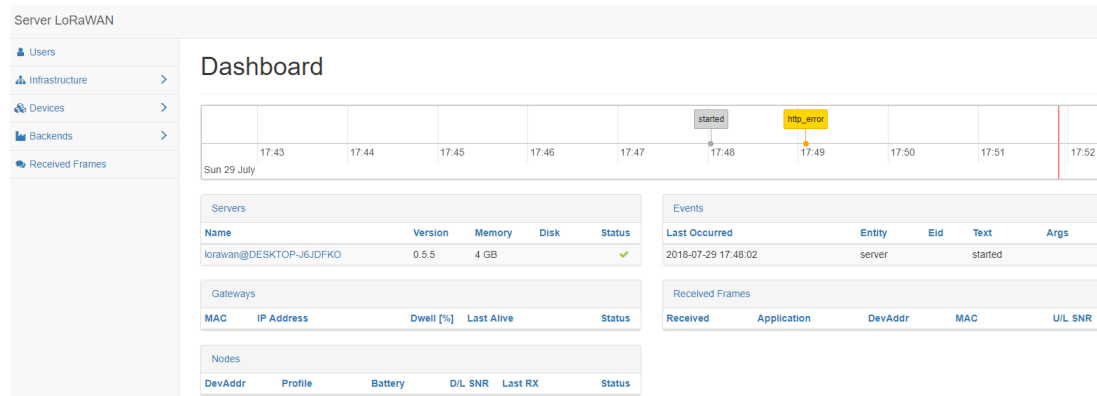 Server LoRaWAN
Users
Infrastructure
Devices
Backends
Received Frames
Dashboard
started
http_error
17:43 17:44 17:45 17:46 17:47 17:48 17:49 17:50 17:51 17:52
Sun 29 July
Servers
Name Version Memory Disk Status
lorawan@DESKTOP-J6JDFKO 0.5.5 4 GB
Events
Last Occurred Entity Eid Text Args
2018-07-29 17:48:02 server started
Gateways
MAC IP Address Dwell [%] Last Alive Status
Received Frames
Received Application DevAddr MAC U/L SNR
Nodes
DevAddr Profile Battery D/L SNR Last RX Status